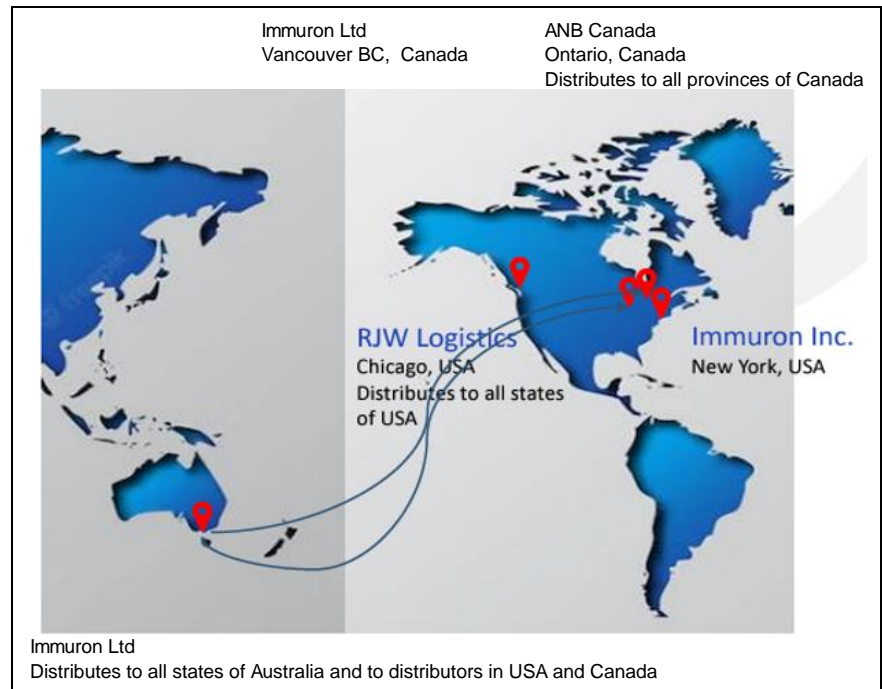 Immuron Ltd
Vancouver BC, Canada
ANB Canada
Ontario, Canada
Distributes to all provinces of Canada
RJW Logistics
Chicago, USA
Distributes to all states
of USA
Immuron Inc.
New York, USA
Immuron Ltd
Distributes to all states of Australia and to distributors in USA and Canada